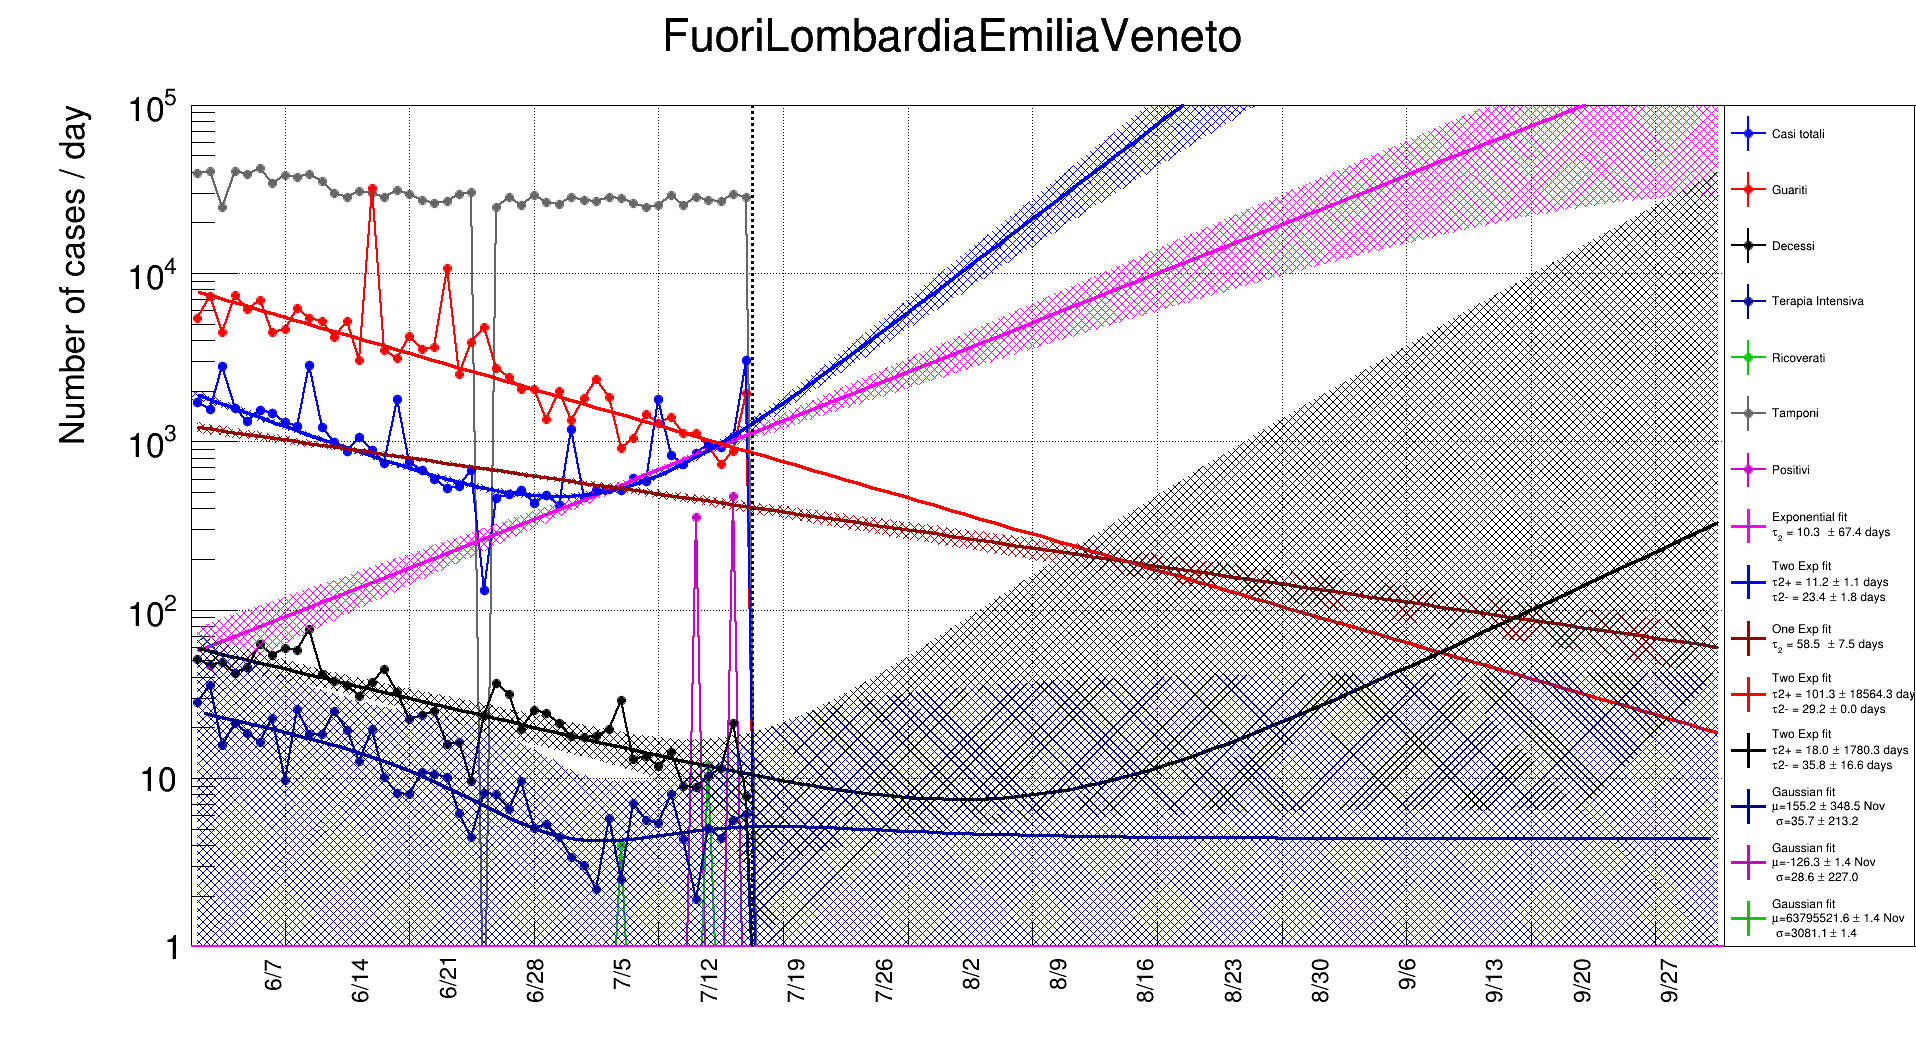 FuoriLombardiaEmiliaVeneto
Number of cases / day
10^5
10^4
10^3
10^2
10
1
6/7
6/14
6/21
6/28
7/5
7/12
7/19
7/26
8/2
8/9
8/16
8/23
8/30
9/6
9/13
9/20
9/27
Casi totali
Guariti
Decessi
Terapia Intensiva
Ricoverati
Tamponi
Positivi
Exponential fit
τ2 = 10.3 ± 67.4 days
Two Exp fit
τ2+ = 11.2 ± 1.1 days
τ2- = 23.4 ± 1.8 days
One Exp fit
τ2 = 58.5 ± 7.5 days
Two Exp fit
τ2+ = 101.3 ± 18564.3 day
τ2- = 29.2 ± 0.0 days
Two Exp fit
τ2+ = 18.0 ± 1780.3 days
τ2- = 35.8 ± 16.6 days
Gaussian fit
μ=155.2 ± 348.5 Nov
σ=35.7 ± 213.2
Gaussian fit
μ=-126.3 ± 1.4 Nov
σ=28.6 ± 227.0
Gaussian fit
μ=63795521.6 ± 1.4 Nov
σ=3081.1 ± 1.4